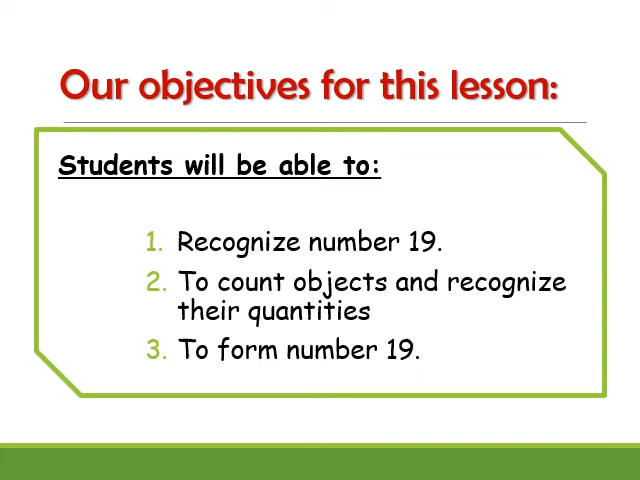 Our objectives for this lesson:
Students will be able to:
1. Recognize number 19.
2. To count objects and recognize
their quantities
3. To form number 19.